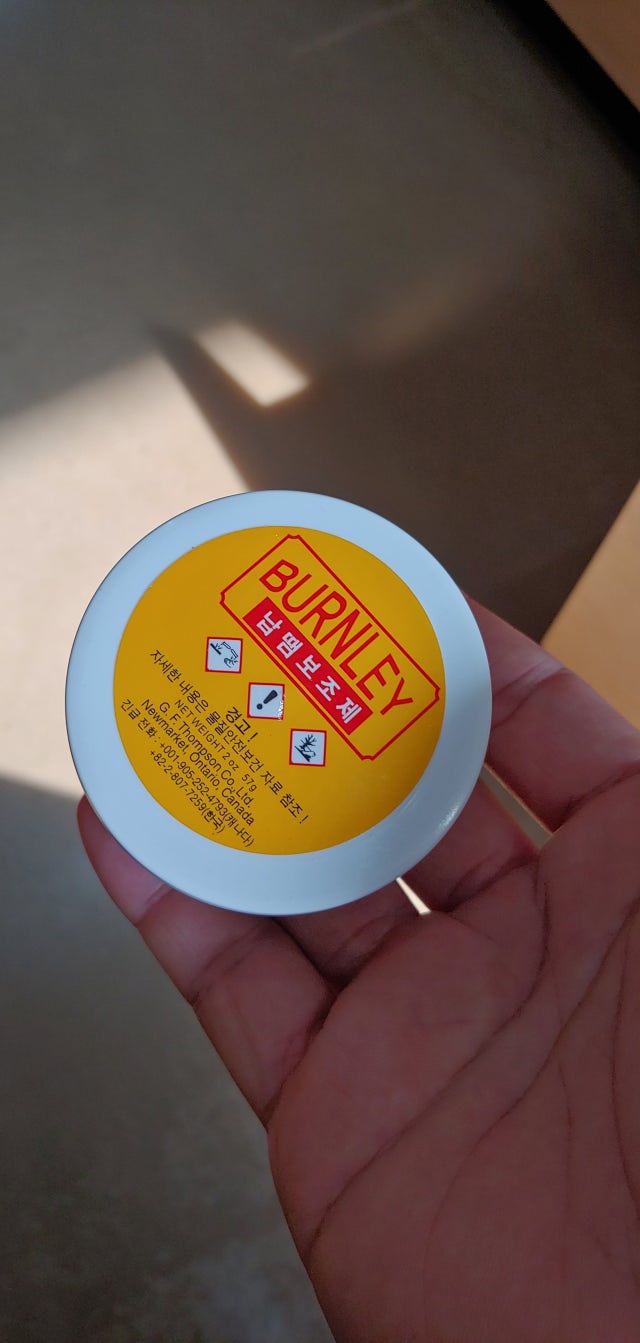 BURNLEY
납땜보조제
경고!
자세한 내용은 물질안전보건 자료 참조!
NET WEIGHT 2oz. 57g
G. F. Thompson Co., Ltd.
Newmarket, Ontario, Canada
긴급 전화 : +001-905-252-4793(캐나다)
+82-2-807-7259(한국)